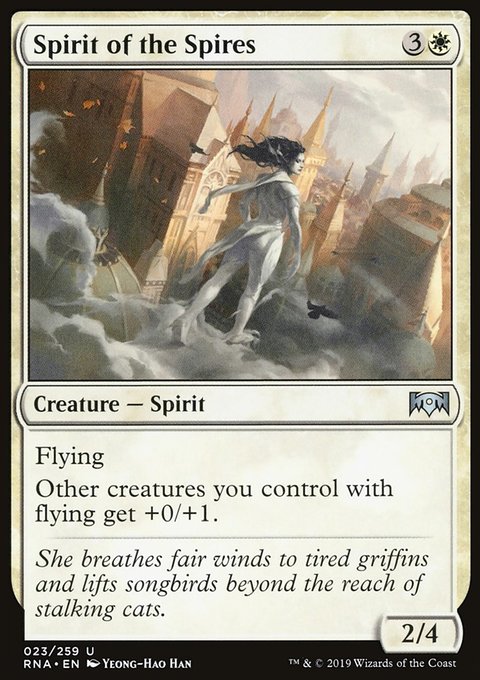 Spirit of the Spires 3
Creature — Spirit
Flying
Other creatures you control with
flying get +0/+1.
She breathes fair winds to tired griffins
and lifts songbirds beyond the reach of
stalking cats.
2/4
023/259 U
RNA • EN Yeong-Hao Han
™ & © 2019 Wizards of the Coast